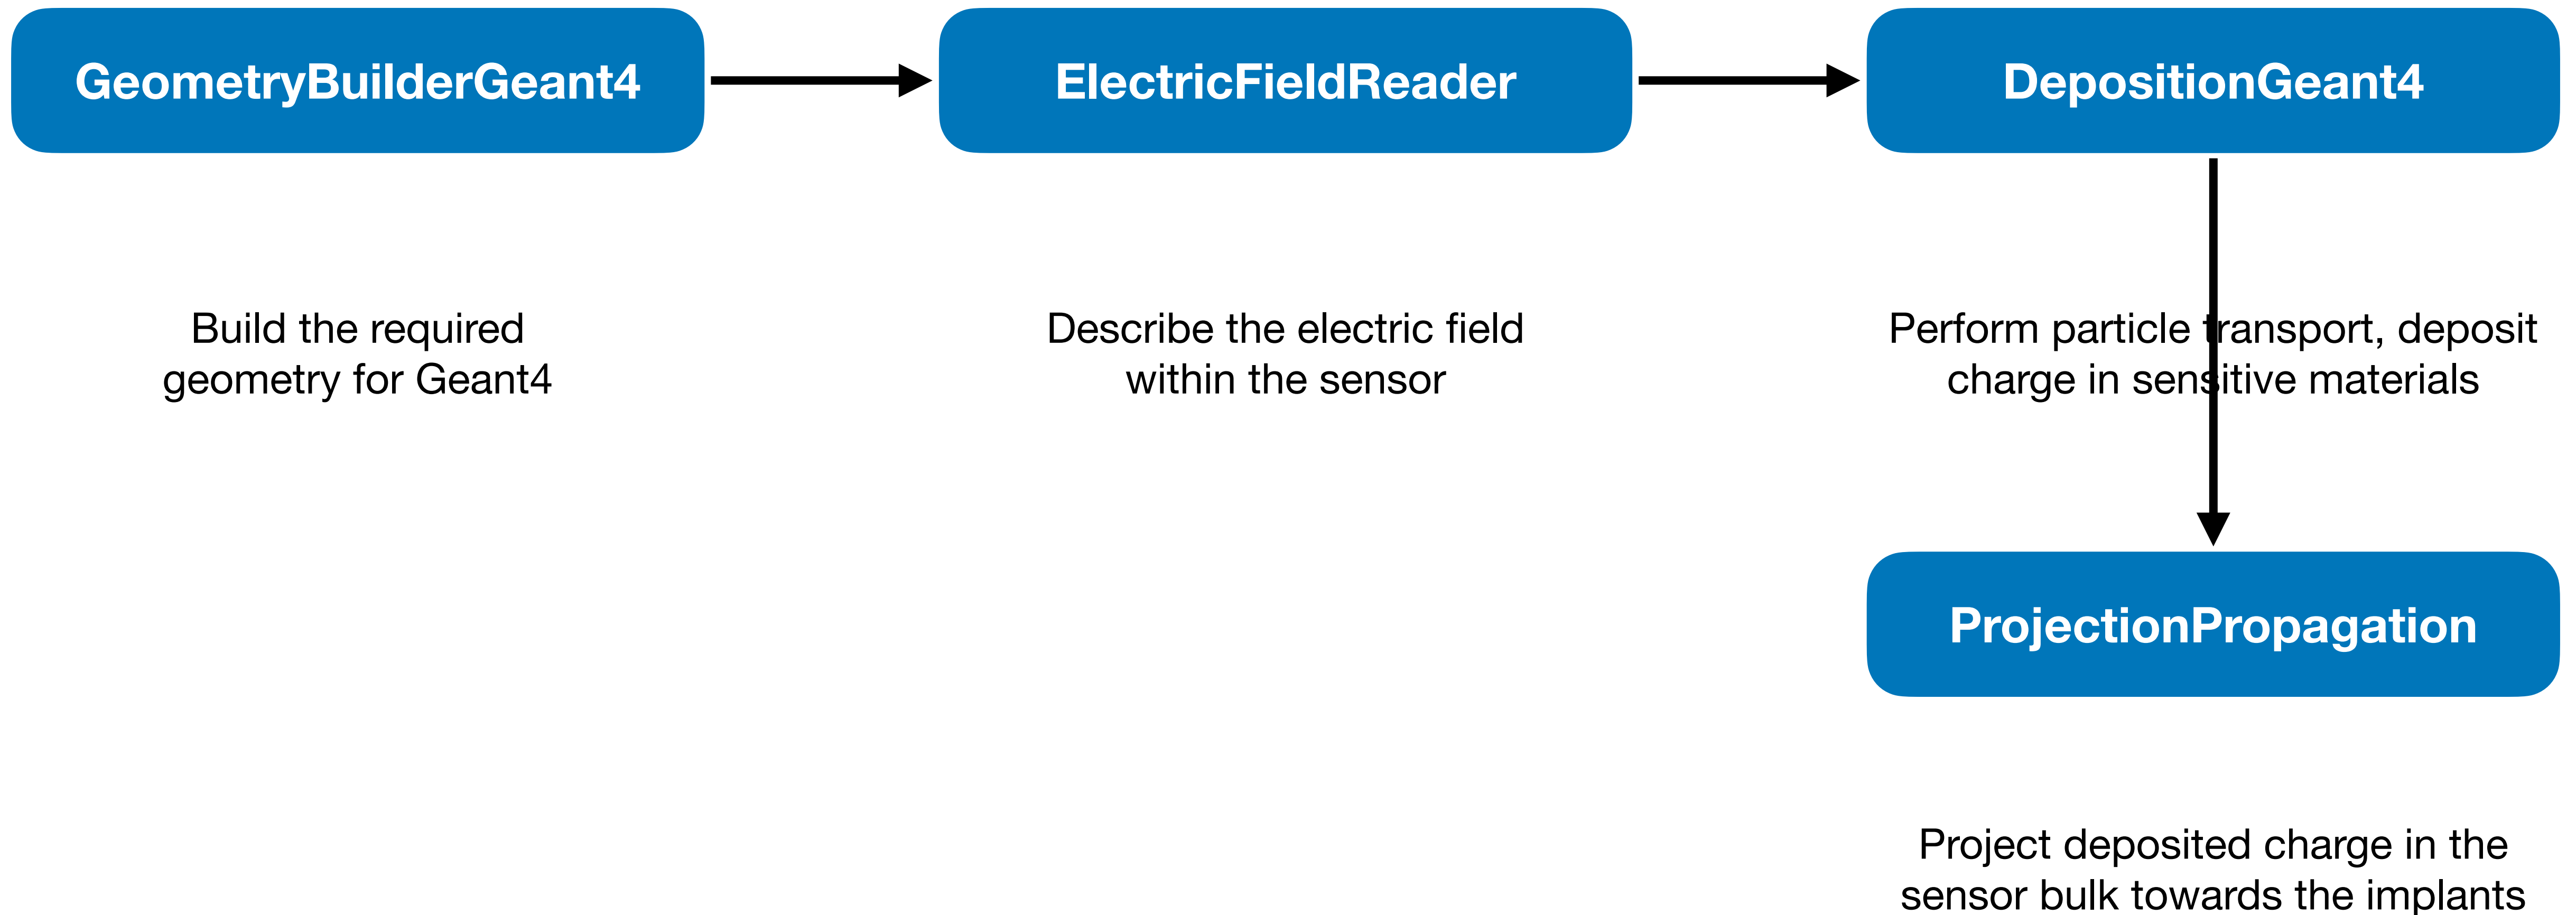 GeometryBuilderGeant4
ElectricFieldReader
DepositionGeant4
Build the required
geometry for Geant4
Describe the electric field
within the sensor
Perform particle transport, deposit
charge in sensitive materials
ProjectionPropagation
Project deposited charge in the
sensor bulk towards the implants